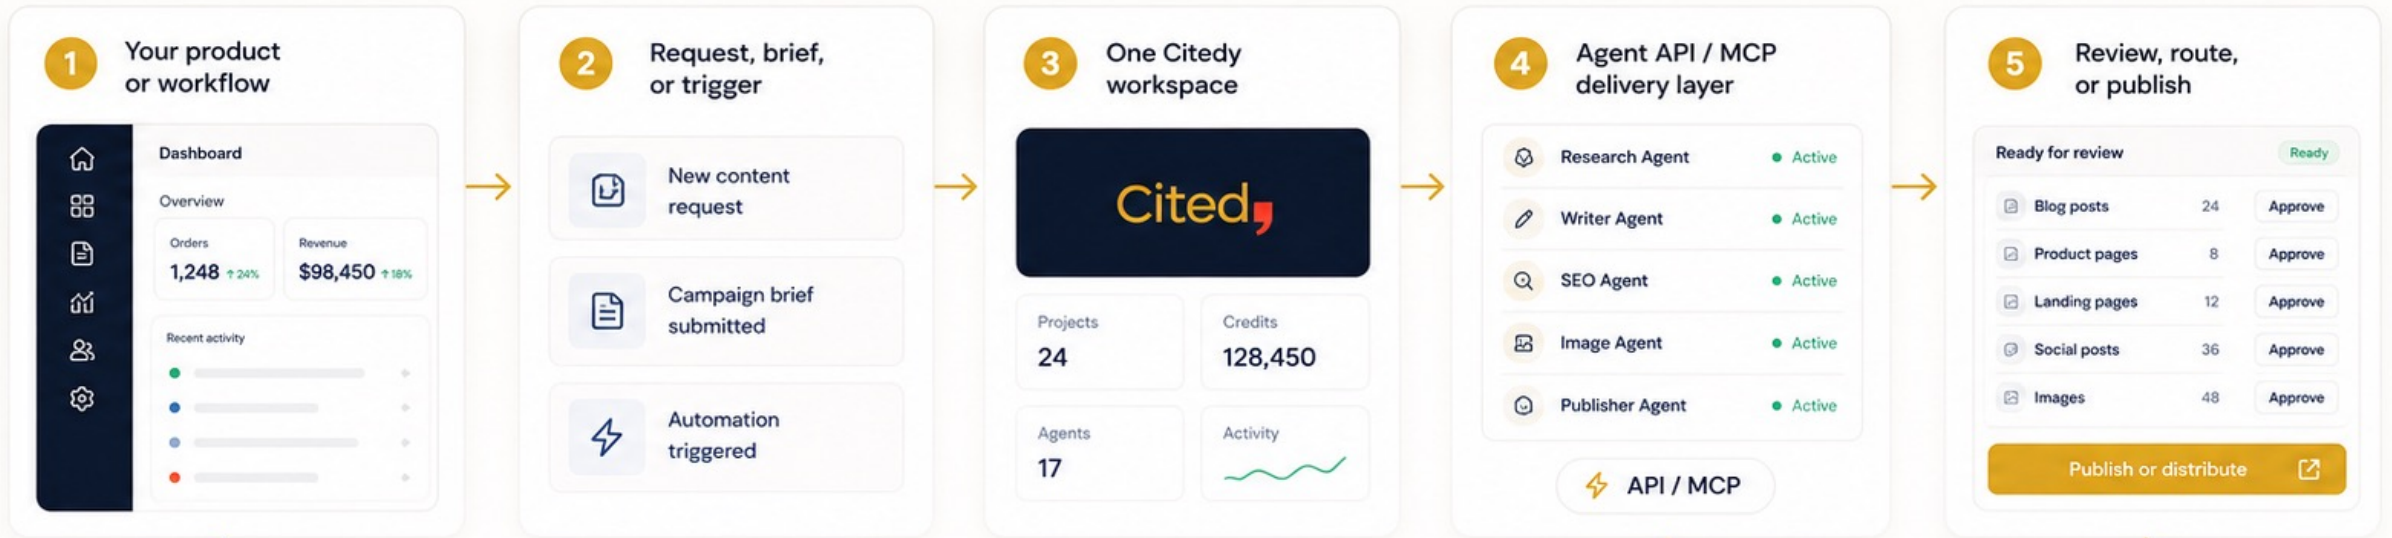 1
Your product
or workflow
Dashboard
Overview
Orders
1,248 ↑ 24%
Revenue
$98,450 ↑ 18%
Recent activity
2
Request, brief,
or trigger
New content
request
Campaign brief
submitted
Automation
triggered
3
One Citedy
workspace
Cited,
Projects
24
Credits
128,450
Agents
17
Activity
4
Agent API / MCP
delivery layer
Research Agent Active
Writer Agent Active
SEO Agent Active
Image Agent Active
Publisher Agent Active
API / MCP
5
Review, route,
or publish
Ready for review Ready
Blog posts 24 Approve
Product pages 8 Approve
Landing pages 12 Approve
Social posts 36 Approve
Images 48 Approve
Publish or distribute